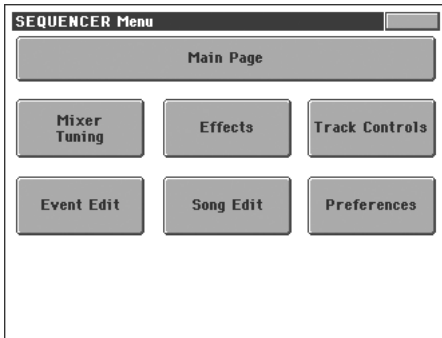 SEQUENCER Menu
Main Page
Mixer
Tuning
Effects
Track Controls
Event Edit
Song Edit
Preferences